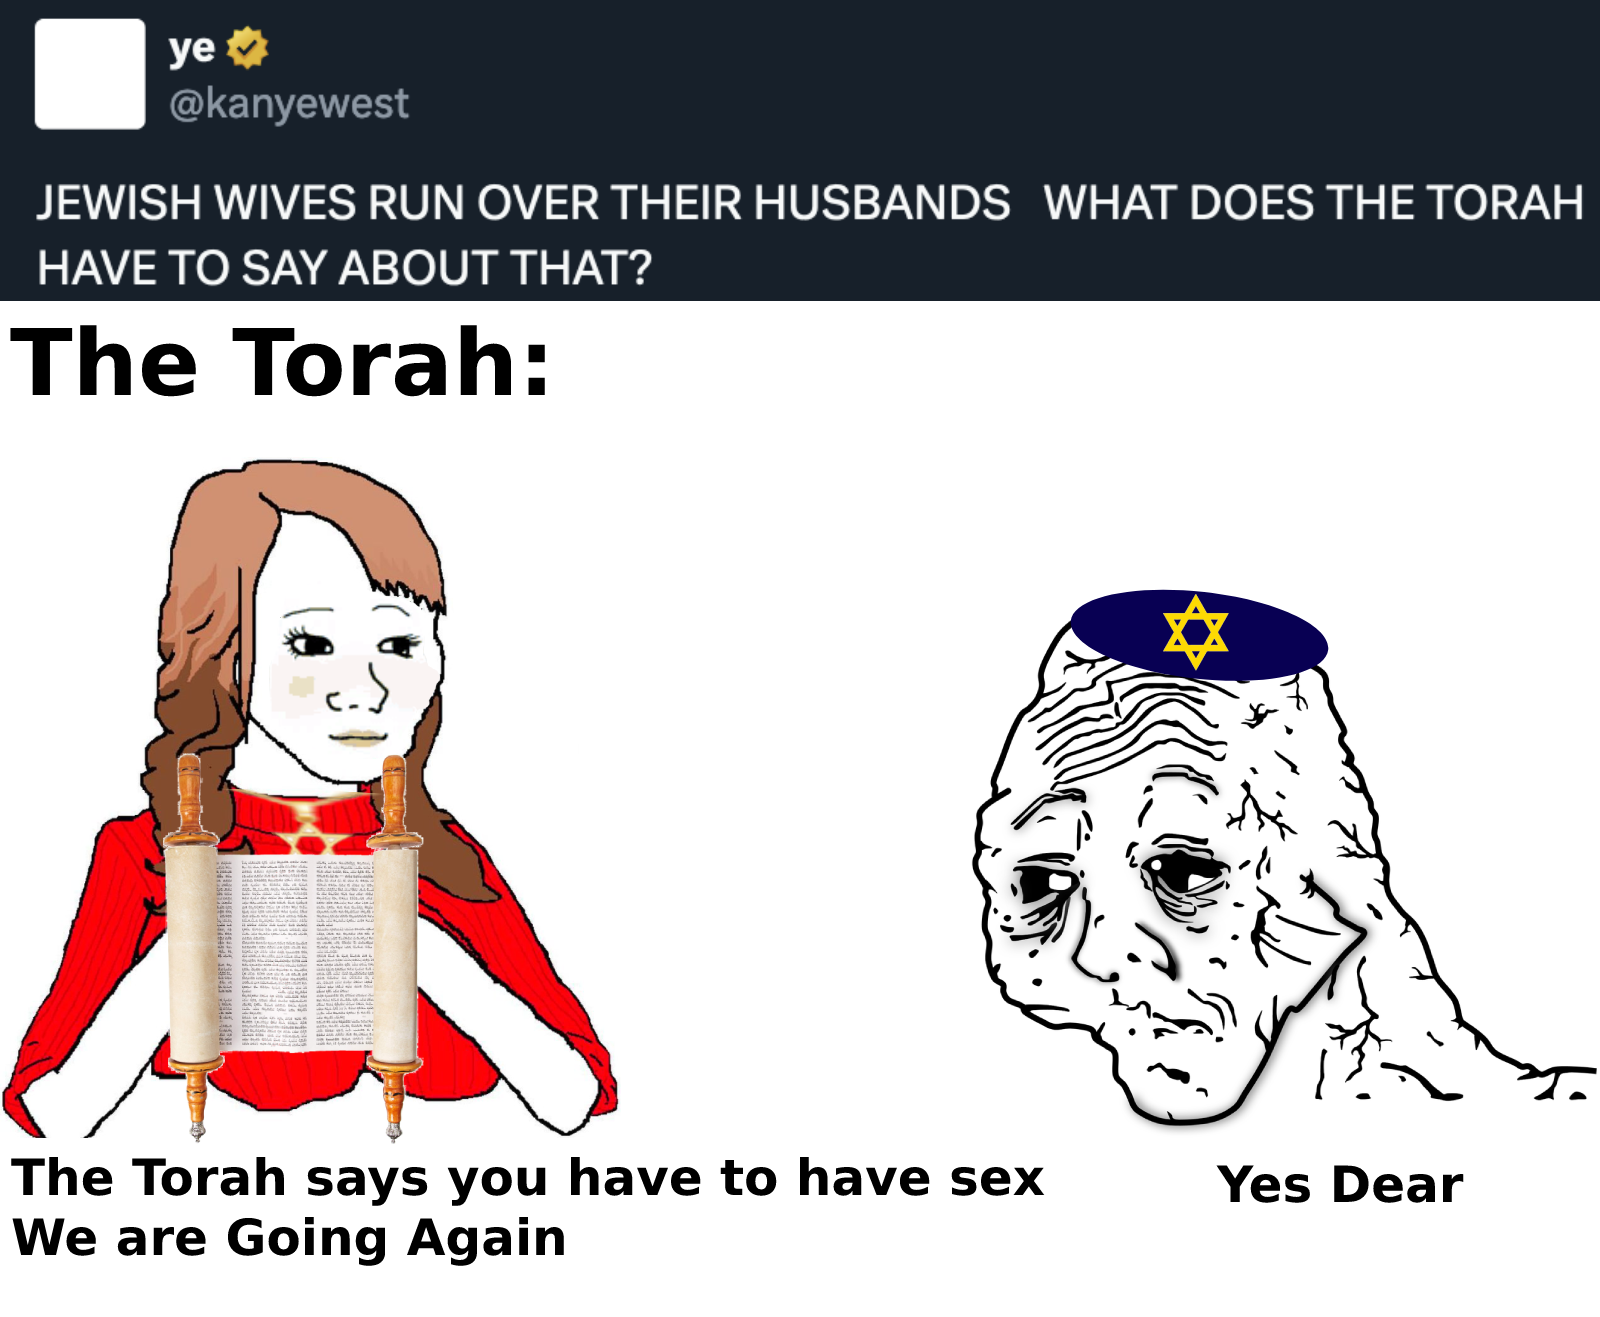 ye
@kanyewest
JEWISH WIVES RUN OVER THEIR HUSBANDS WHAT DOES THE TORAH
HAVE TO SAY ABOUT THAT?
The Torah:
The Torah says you have to have sex
We are Going Again
Yes Dear